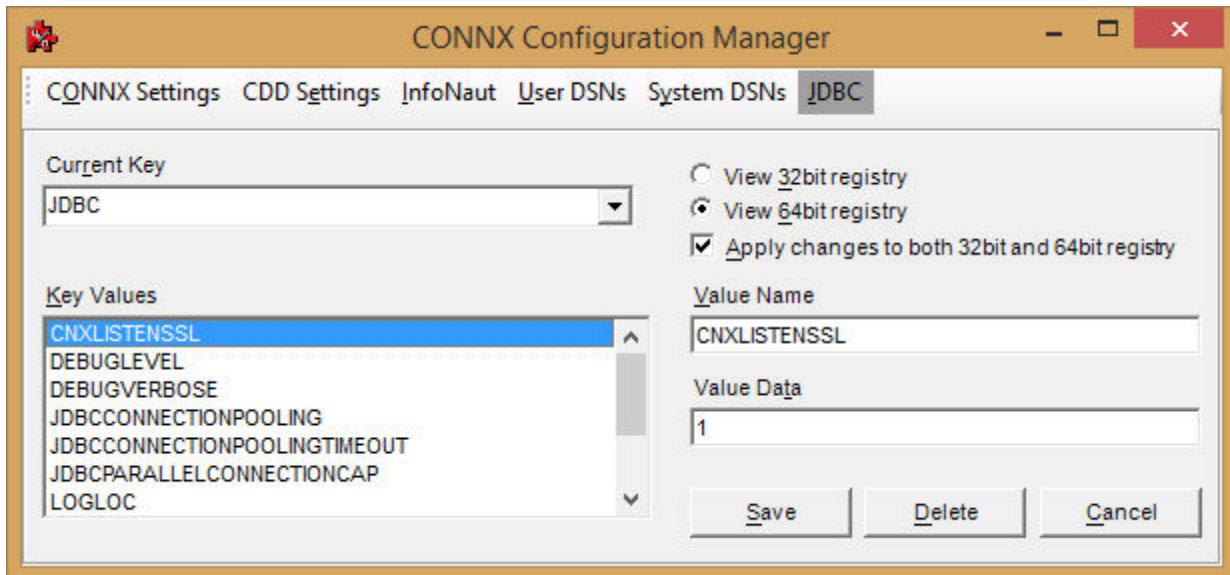 CONNX Configuration Manager
CONNX Settings CDD Settings InfoNaut User DSNs System DSNs JDBC
Current Key
JDBC
View 32bit registry
View 64bit registry
Apply changes to both 32bit and 64bit registry
Key Values
CNXLISTENSSL
DEBUGLEVEL
DEBUGVERBOSE
JDBCCONNECTIONPOOLING
JDBCCONNECTIONPOOLINGTIMEOUT
JDBCPARALLELCONNECTIONCAP
LOGLOC
Value Name
CNXLISTENSSL
Value Data
1
Save Delete Cancel